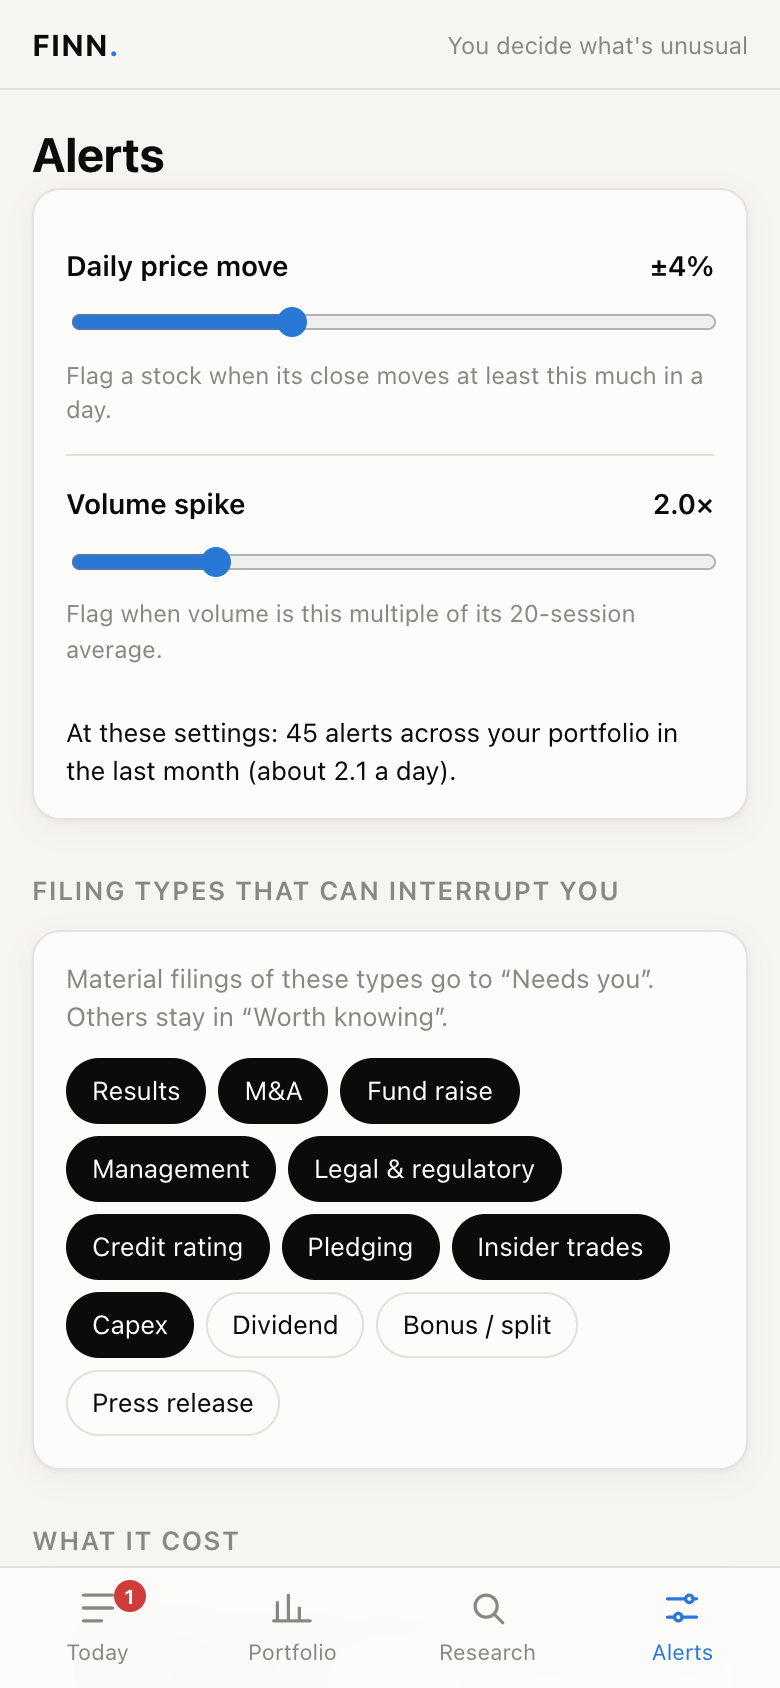 FINN.
You decide what's unusual
Alerts
Daily price move
±4%
Flag a stock when its close moves at least this much in a
day.
Volume spike
2.0×
Flag when volume is this multiple of its 20-session
average.
At these settings: 45 alerts across your portfolio in
the last month (about 2.1 a day).
FILING TYPES THAT CAN INTERRUPT YOU
Material filings of these types go to “Needs you”.
Others stay in “Worth knowing”.
Results
M&A
Fund raise
Management
Legal & regulatory
Credit rating
Pledging
Insider trades
Capex
Dividend
Bonus / split
Press release
WHAT IT COST
1
Today
Portfolio
Research
Alerts